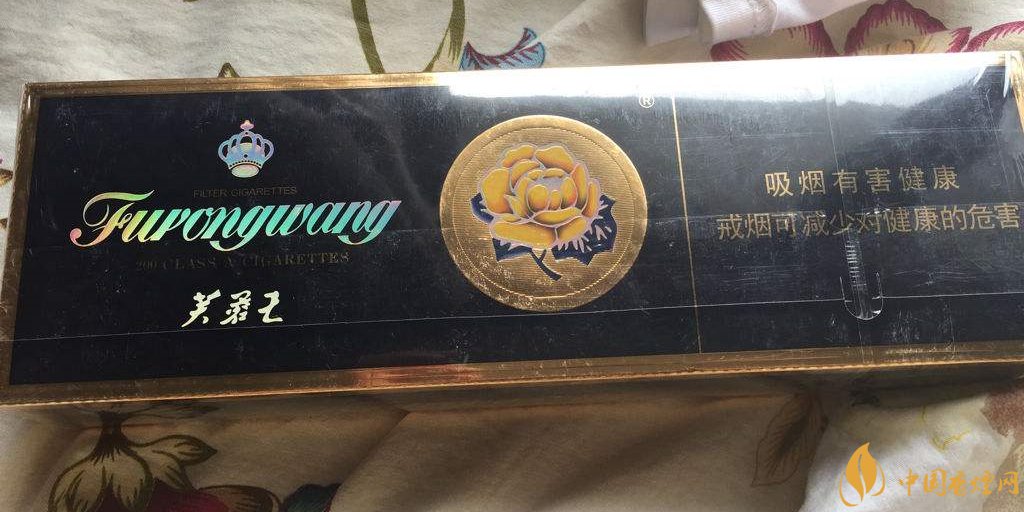 ®
FILTER CIGARETTES
Furongwang
200 CLASS A CIGARETTES
芙蓉王
吸烟有害健康
戒烟可减少对健康的危害
中国香烟网